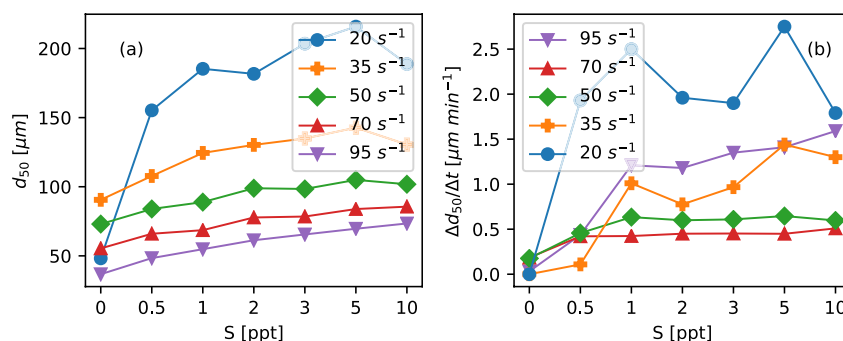 (a)
20 s⁻¹
35 s⁻¹
50 s⁻¹
70 s⁻¹
95 s⁻¹
200
150
100
50
d₅₀ [μm]
0 0.5 1 2 3 5 10
S [ppt]
(b)
95 s⁻¹
70 s⁻¹
50 s⁻¹
35 s⁻¹
20 s⁻¹
2.5
2.0
1.5
1.0
0.5
0.0
Δd₅₀/Δt [μm min⁻¹]
0 0.5 1 2 3 5 10
S [ppt]